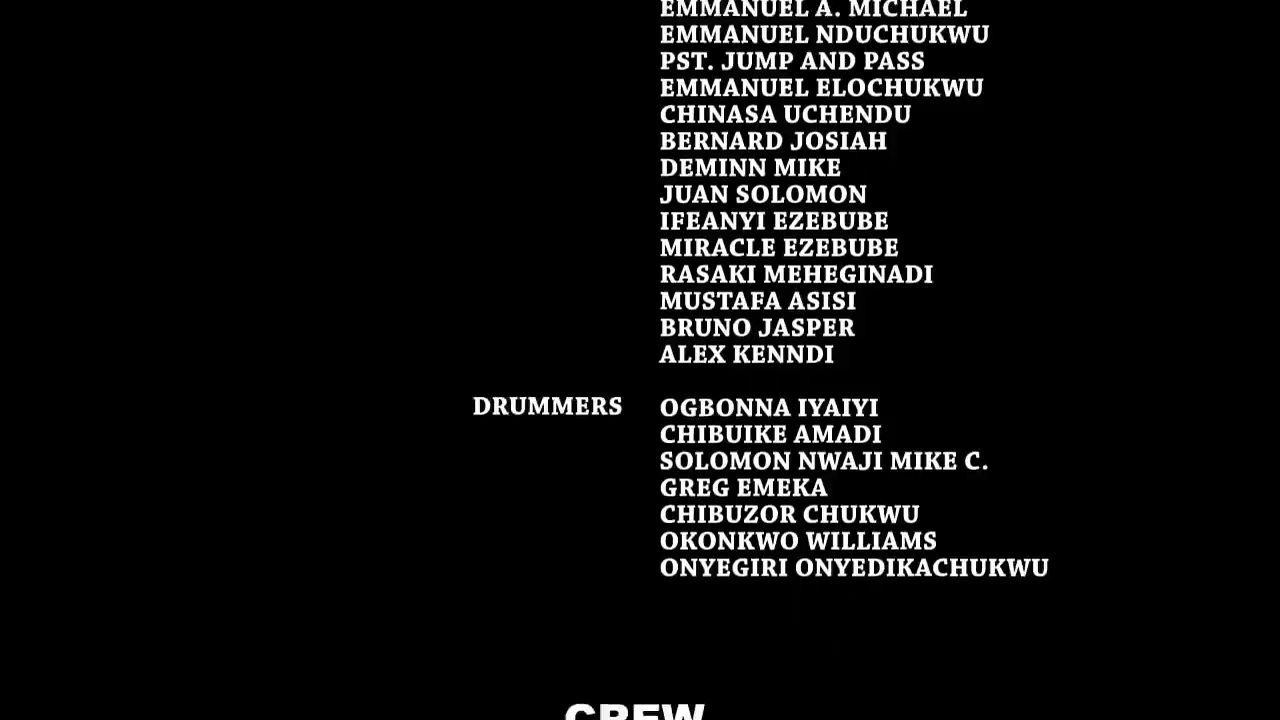 EMMANUEL A. MICHAEL
EMMANUEL NDUCHUKWU
PST. JUMP AND PASS
EMMANUEL ELOCHUKWU
CHINASA UCHENDU
BERNARD JOSIAH
DEMINN MIKE
JUAN SOLOMON
IFEANYI EZEBUBE
MIRACLE EZEBUBE
RASAKI MEHEGINADI
MUSTAFA ASISI
BRUNO JASPER
ALEX KENNDI
DRUMMERS OGBONNA IYAIYI
CHIBUIKE AMADI
SOLOMON NWAJI MIKE C.
GREG EMEKA
CHIBUZOR CHUKWU
OKONKWO WILLIAMS
ONYEGIRI ONYEDIKACHUKWU
CREW